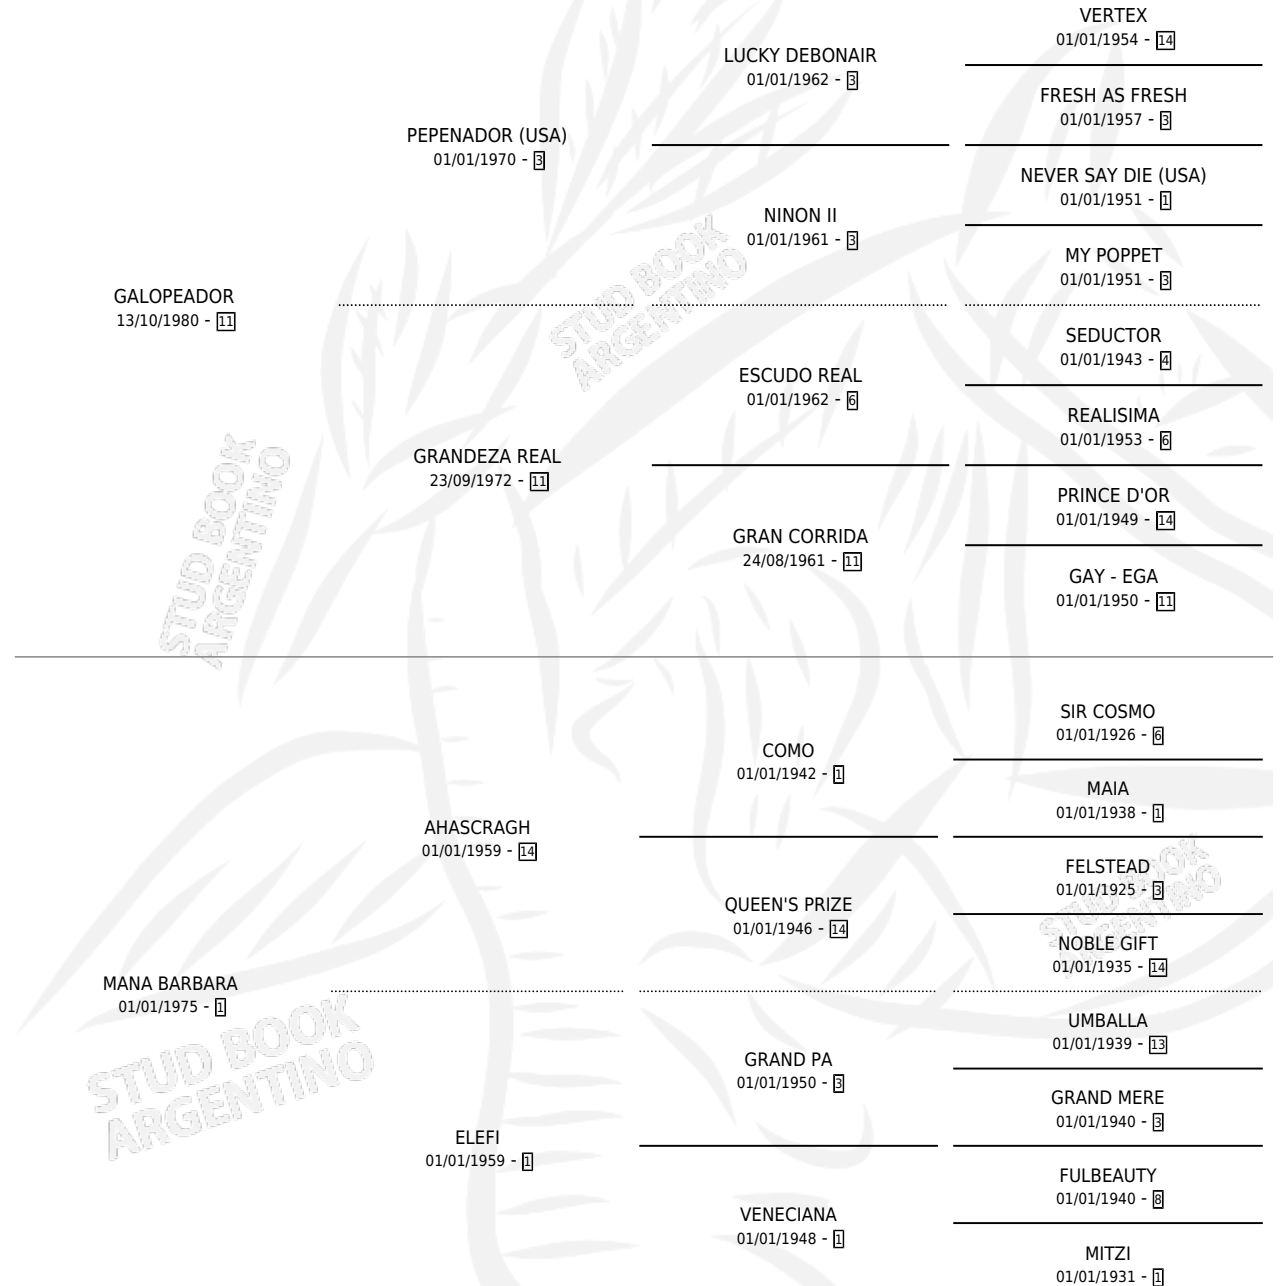 VERTEX
01/01/1954 - 14
LUCKY DEBONAIR
01/01/1962 - 3
FRESH AS FRESH
01/01/1957 - 3
PEPENADOR (USA)
01/01/1970 - 3
NEVER SAY DIE (USA)
01/01/1951 - 1
NINON II
01/01/1961 - 3
MY POPPET
01/01/1951 - 3
GALOPEADOR
13/10/1980 - 11
SEDUCTOR
01/01/1943 - 4
ESCUDO REAL
01/01/1962 - 6
REALISIMA
01/01/1953 - 6
GRANDEZA REAL
23/09/1972 - 11
PRINCE D'OR
01/01/1949 - 14
GRAN CORRIDA
24/08/1961 - 11
GAY - EGA
01/01/1950 - 11
SIR COSMO
01/01/1926 - 6
COMO
01/01/1942 - 1
MAIA
01/01/1938 - 1
AHASCRAGH
01/01/1959 - 14
FELSTEAD
01/01/1925 - 3
QUEEN'S PRIZE
01/01/1946 - 14
NOBLE GIFT
01/01/1935 - 14
MANA BARBARA
01/01/1975 - 1
UMBALLA
01/01/1939 - 13
GRAND PA
01/01/1950 - 3
GRAND MERE
01/01/1940 - 3
ELEFI
01/01/1959 - 1
FULBEAUTY
01/01/1940 - 8
VENECIANA
01/01/1948 - 1
MITZI
01/01/1931 - 1
STUD BOOK
ARGENTINO
STUD BOOK
ARGENTINO
STUD BOOK
ARGENTINO
STUD BOOK
ARGENTINO